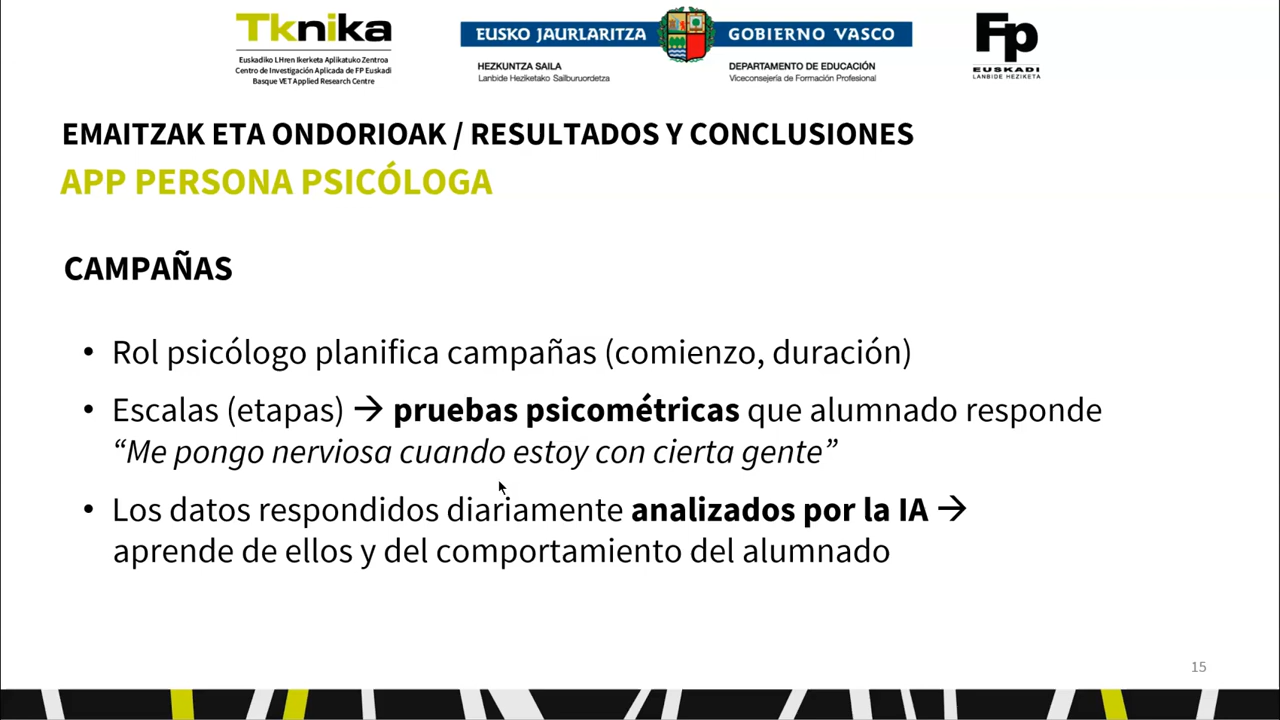 Tknika
Euskadiko LHren Ikerketa Aplikatuko Zentroa
Centro de Investigación Aplicada de FP Euskadi
Basque VET Applied Research Centre
EUSKO JAURLARITZA
GOBIERNO VASCO
HEZKUNTZA SAILA
Lanbide Heziketako Sailburuordetza
DEPARTAMENTO DE EDUCACIÓN
Viceconsejería de Formación Profesional
Fp
EUSKADI
LANBIDE HEZIKETA
EMAITZAK ETA ONDORIOAK / RESULTADOS Y CONCLUSIONES
APP PERSONA PSICÓLOGA
CAMPAÑAS
• Rol psicólogo planifica campañas (comienzo, duración)
• Escalas (etapas) → pruebas psicométricas que alumnado responde
“Me pongo nerviosa cuando estoy con cierta gente”
• Los datos respondidos diariamente analizados por la IA →
aprende de ellos y del comportamiento del alumnado
15